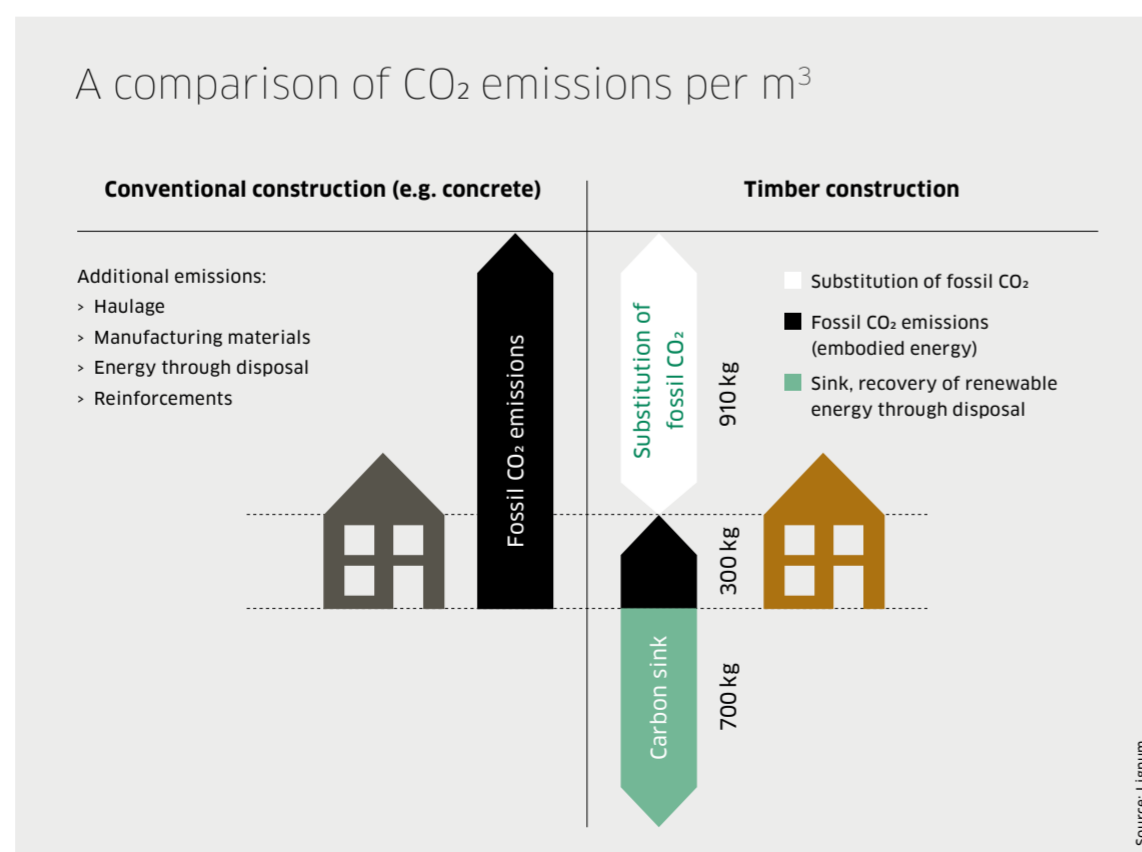 A comparison of CO₂ emissions per m³
Conventional construction (e.g. concrete)
Timber construction
Additional emissions:
> Haulage
> Manufacturing materials
> Energy through disposal
> Reinforcements
Fossil CO₂ emissions
Substitution of
fossil CO₂
910 kg
300 kg
Carbon sink
700 kg
Substitution of fossil CO₂
Fossil CO₂ emissions
(embodied energy)
Sink, recovery of renewable
energy through disposal
Source: Lignum